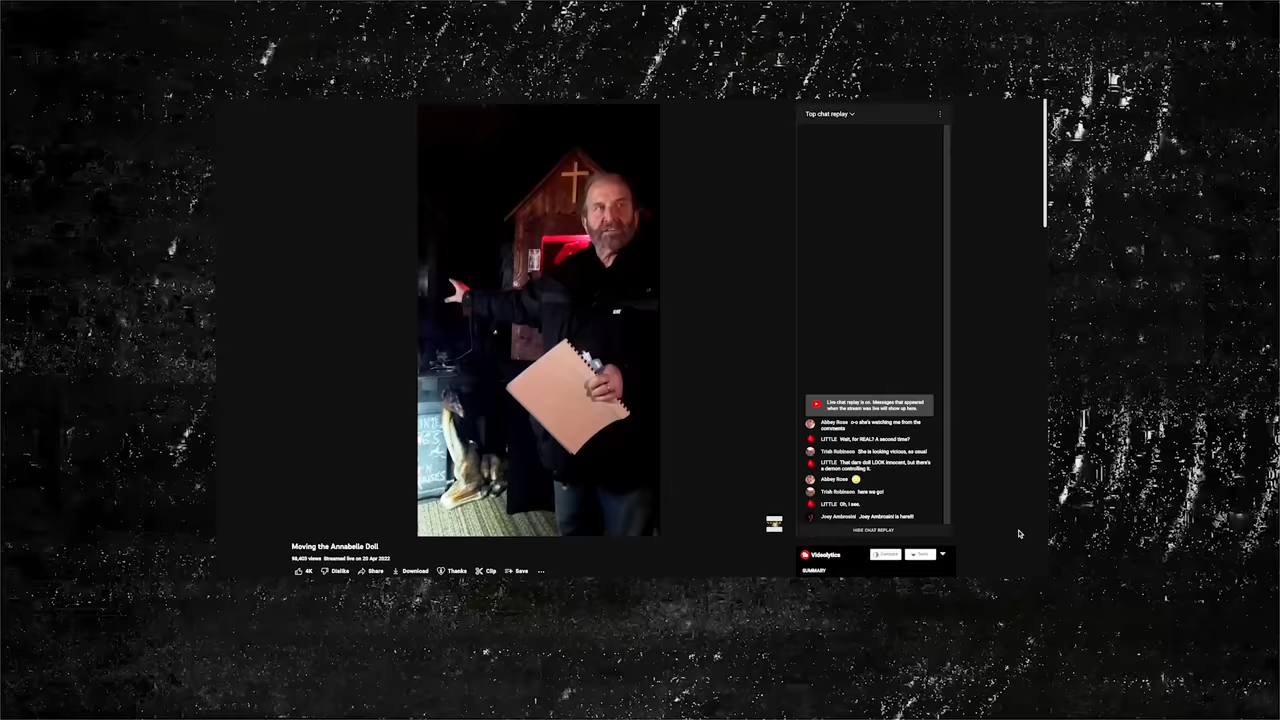 Top chat replay
Live chat replay is on. Messages that appeared
when the stream was live will show up here.
Abbey Rose o-o she's watching me from the
comments
LITTLE Wait, for REAL? A second time?
Trish Robinson She is looking vicious, as usual
LITTLE That darn doll LOOK innocent, but there's
a demon controlling it.
Abbey Rose
Trish Robinson here we go!
LITTLE Oh, I see.
Joey Ambrosini Joey Ambrosini is here!!!
HIDE CHAT REPLAY
Moving the Annabelle Doll
98,403 views Streamed live on 20 Apr 2022
4K Dislike Share Download Thanks Clip Save
Videolytics
SUMMARY